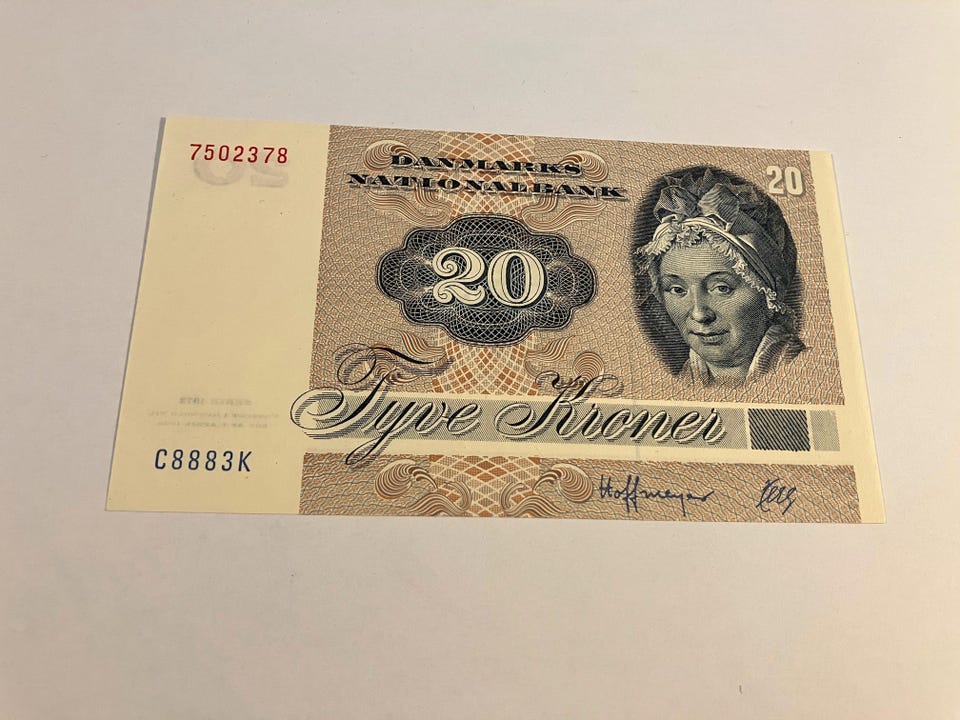 7502378
DANMARKS
NATIONALBANK
20
20
Tyve Kroner
C8883K
Hoffmeyer